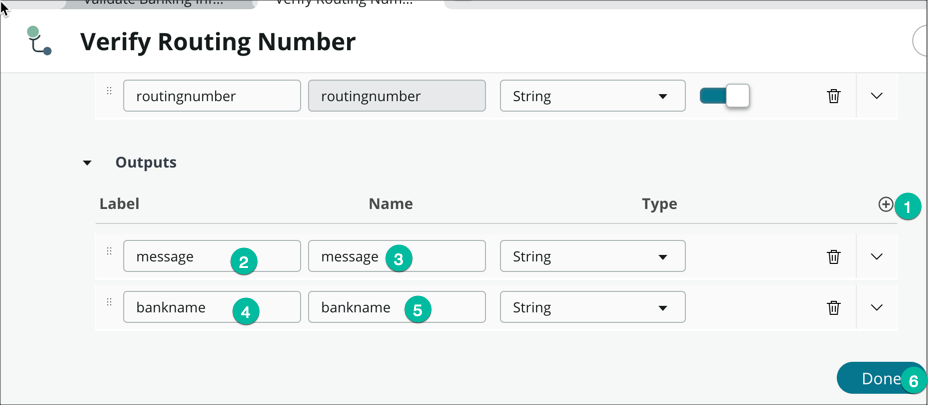 Validate Banking Inf... Verify Routing Num...
Verify Routing Number
routingnumber routingnumber String
Outputs
Label Name Type
1
message 2 message 3 String
bankname 4 bankname 5 String
Done 6